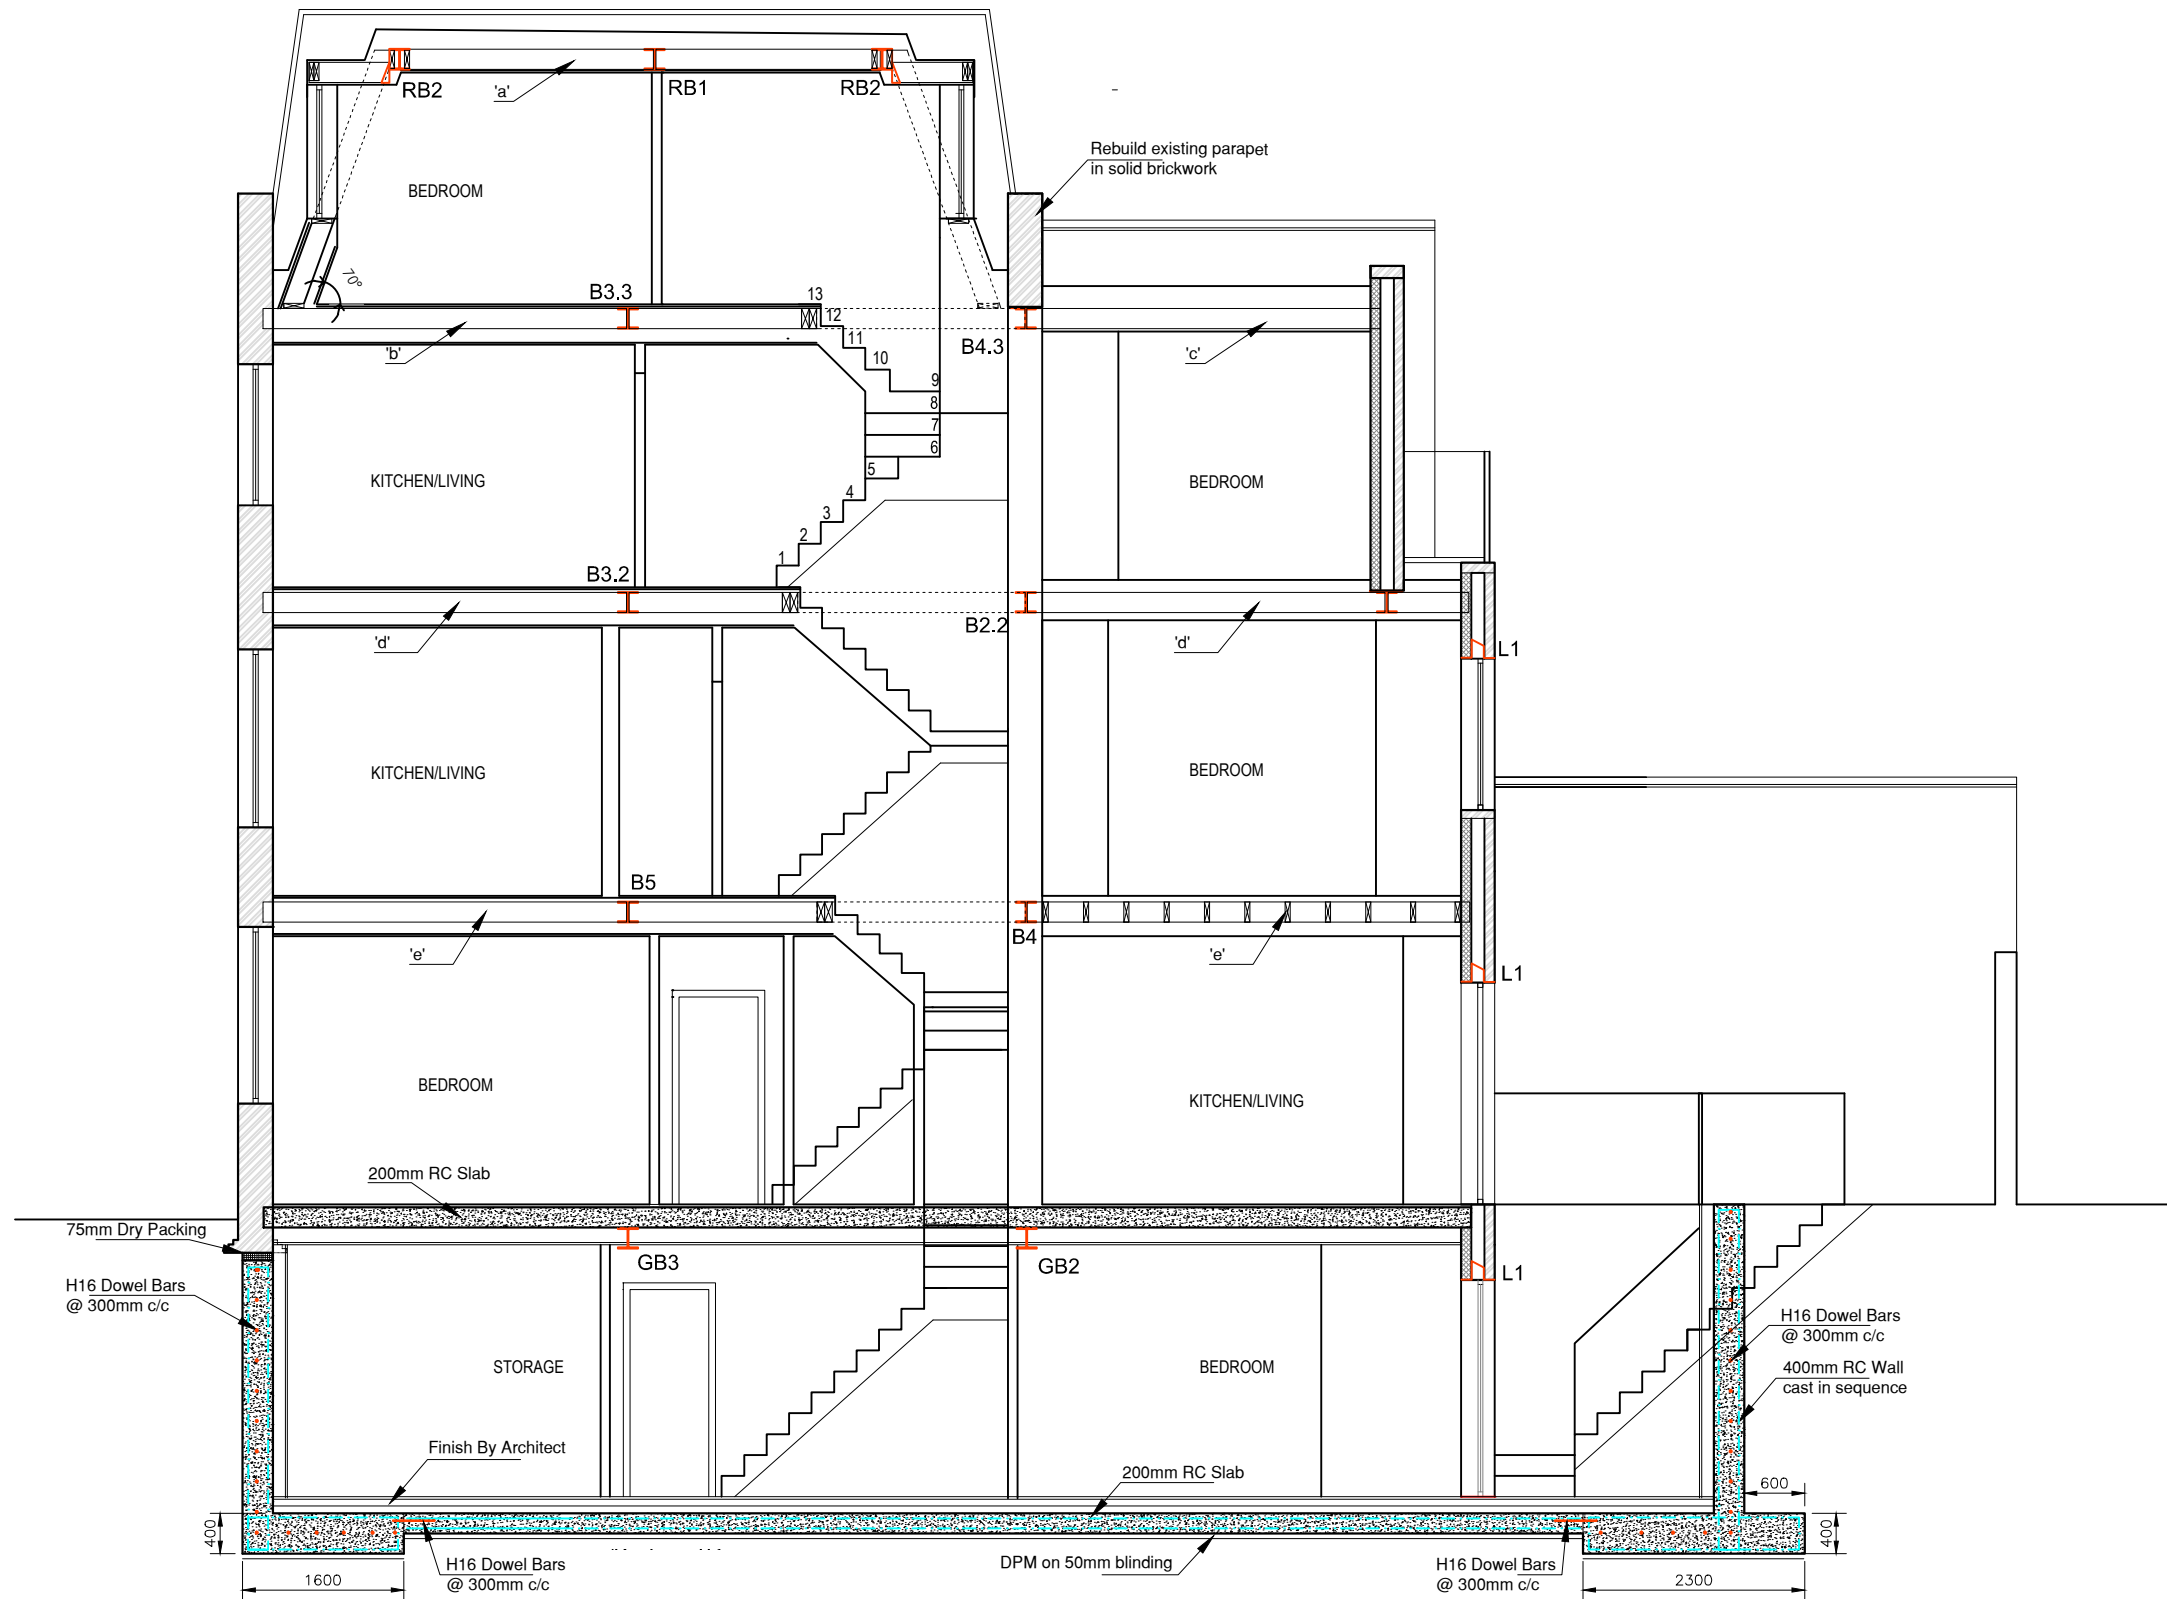 RB2
'a'
RB1
RB2
Rebuild existing parapet
in solid brickwork
BEDROOM
70°
B3.3
13
12
11
10
9
8
7
6
5
4
3
2
1
'b'
B4.3
'c'
KITCHEN/LIVING
BEDROOM
B3.2
'd'
B2.2
'd'
L1
KITCHEN/LIVING
BEDROOM
B5
'e'
B4
'e'
L1
BEDROOM
KITCHEN/LIVING
200mm RC Slab
75mm Dry Packing
GB3
GB2
L1
H16 Dowel Bars
@ 300mm c/c
H16 Dowel Bars
@ 300mm c/c
STORAGE
BEDROOM
400mm RC Wall
cast in sequence
Finish By Architect
200mm RC Slab
600
400
400
H16 Dowel Bars
@ 300mm c/c
DPM on 50mm blinding
H16 Dowel Bars
@ 300mm c/c
1600
2300